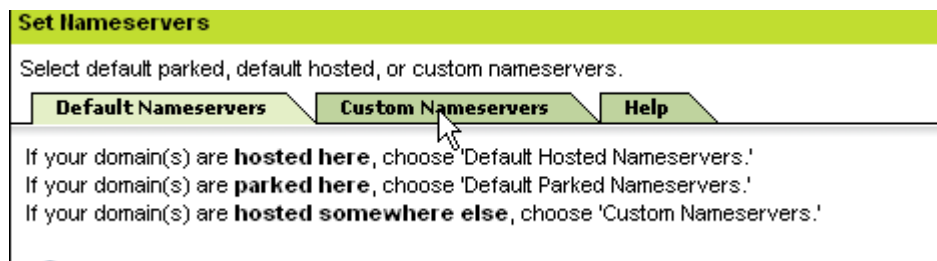 Set Nameservers
Select default parked, default hosted, or custom nameservers.
Default Nameservers Custom Nameservers Help
If your domain(s) are hosted here, choose 'Default Hosted Nameservers.'
If your domain(s) are parked here, choose 'Default Parked Nameservers.'
If your domain(s) are hosted somewhere else, choose 'Custom Nameservers.'